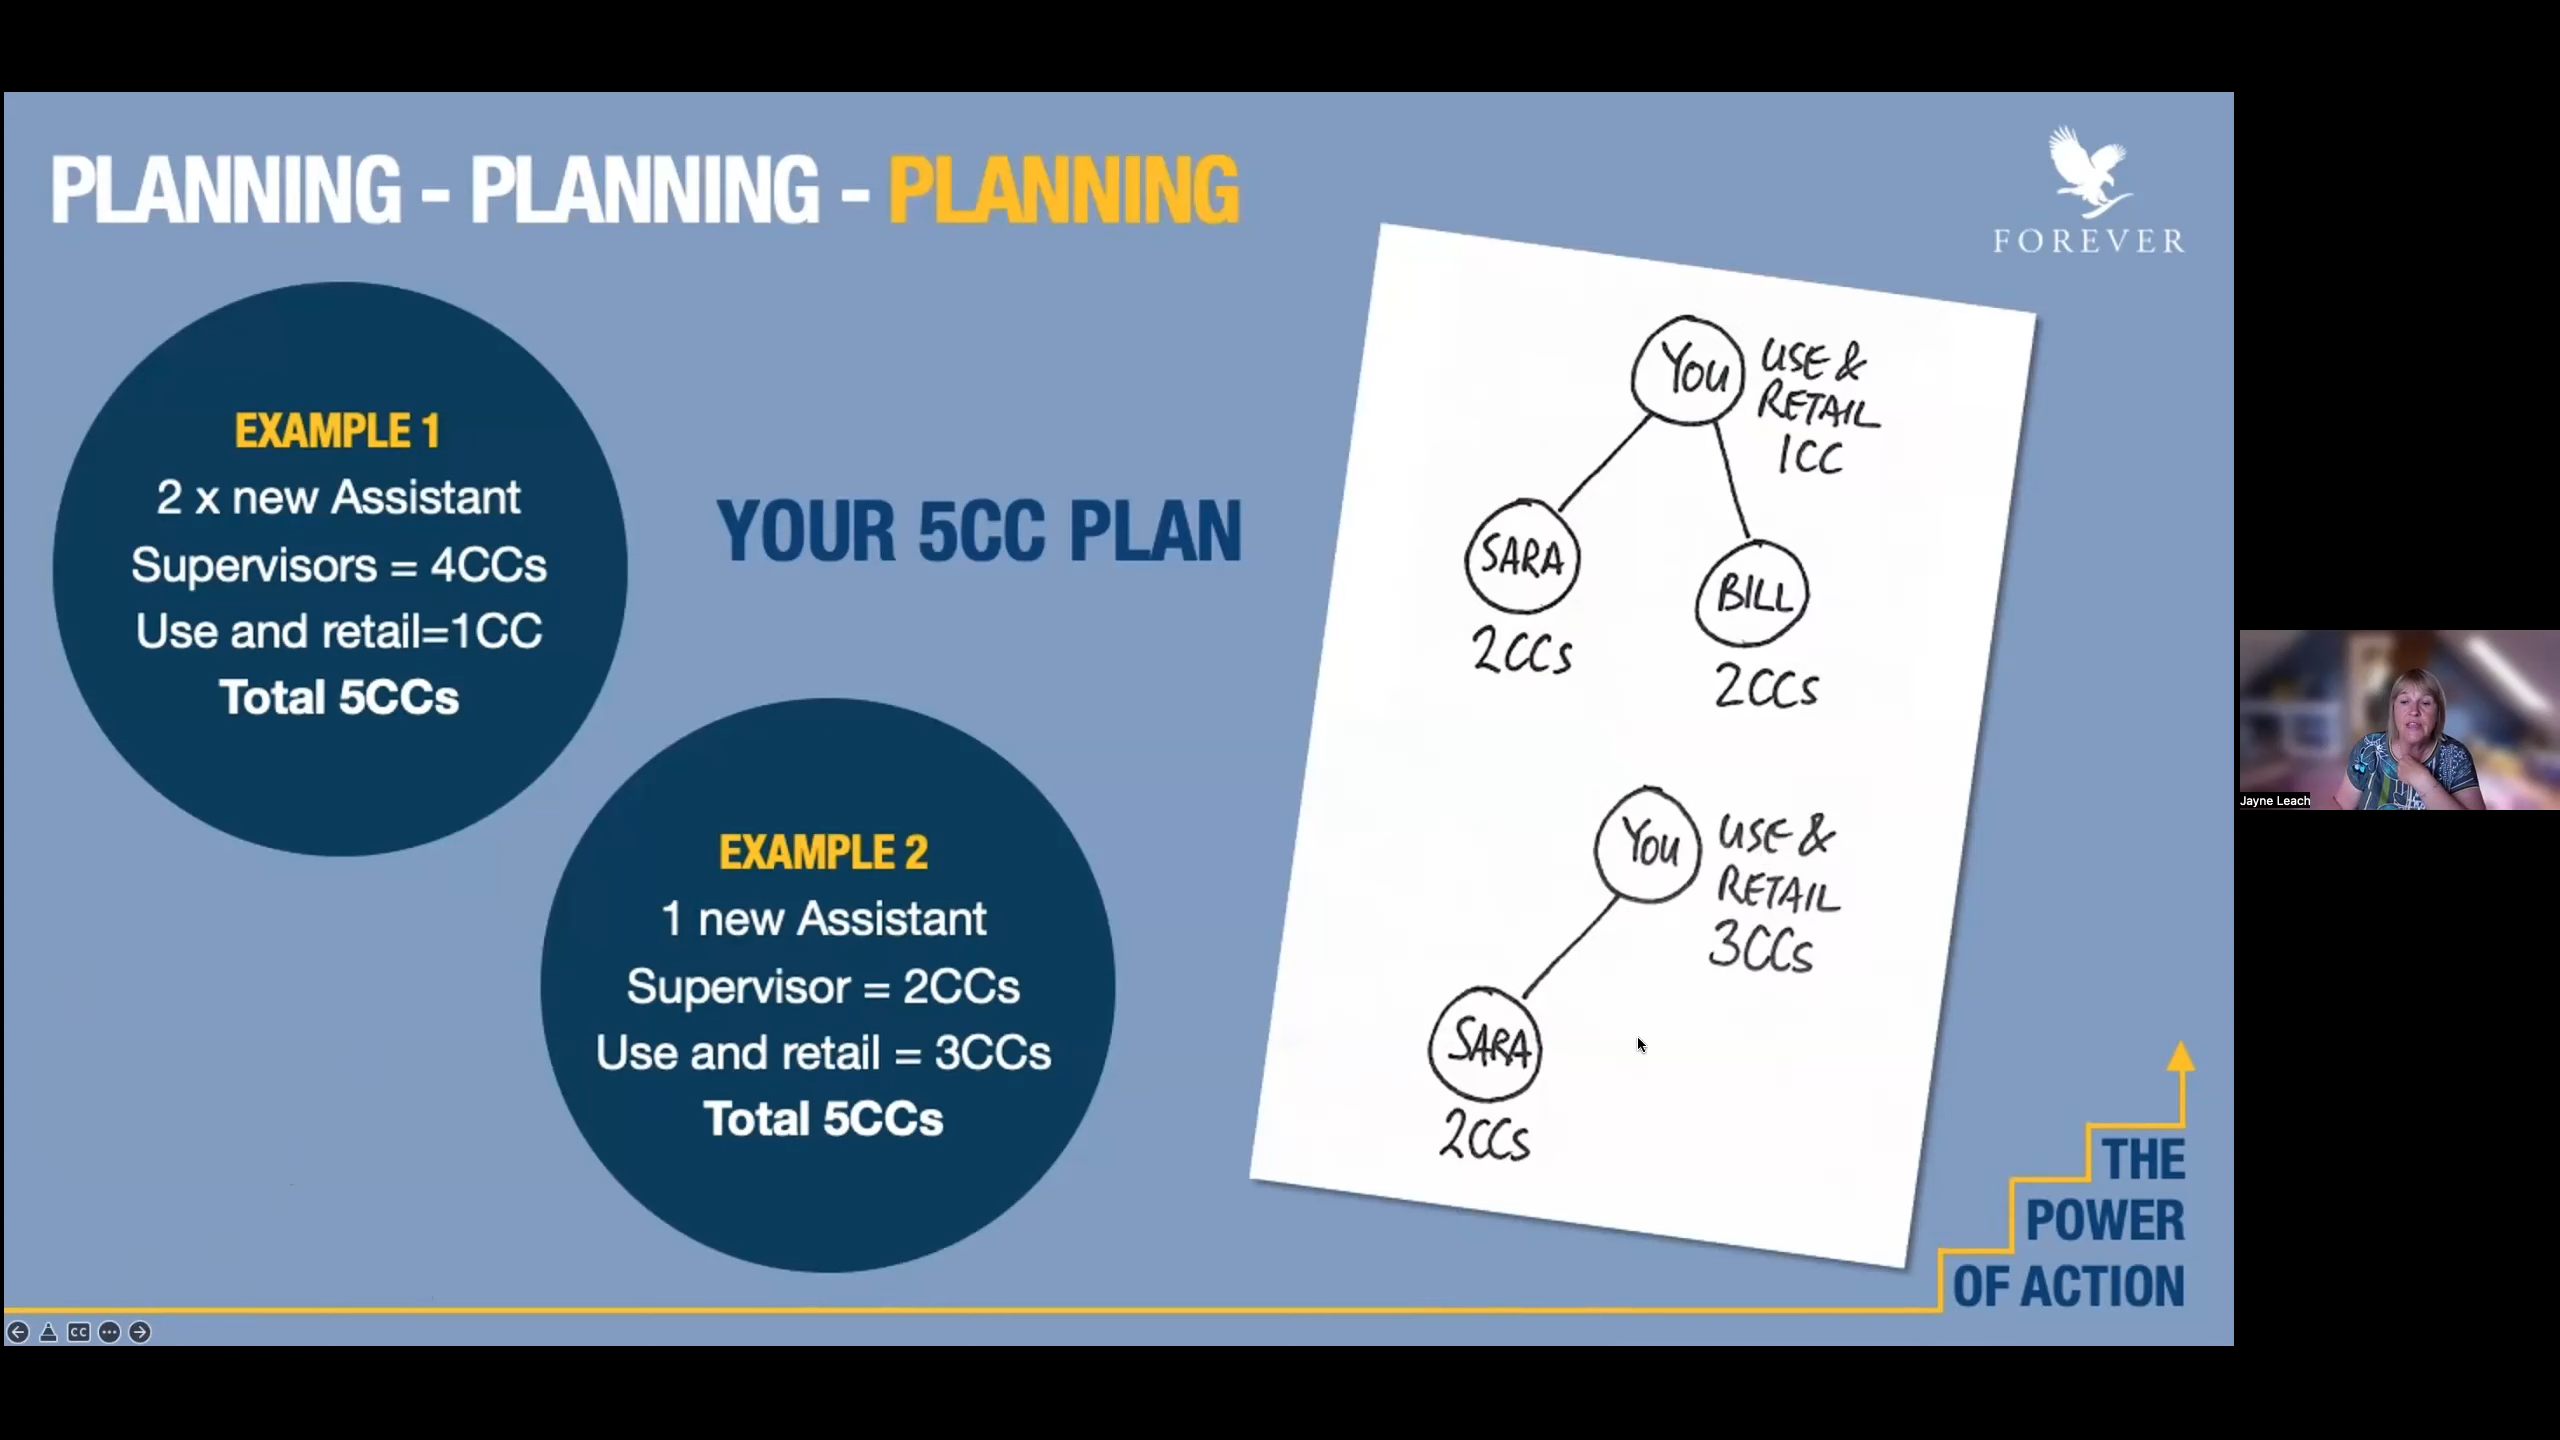 PLANNING - PLANNING - PLANNING
FOREVER
EXAMPLE 1
2 x new Assistant
Supervisors = 4CCs
Use and retail=1CC
Total 5CCs
YOUR 5CC PLAN
EXAMPLE 2
1 new Assistant
Supervisor = 2CCs
Use and retail = 3CCs
Total 5CCs
YOU
USE &
RETAIL
1CC
SARA
2CCs
BILL
2CCs
YOU
USE &
RETAIL
3CCs
SARA
2CCs
THE
POWER
OF ACTION
Jayne Leach
CC